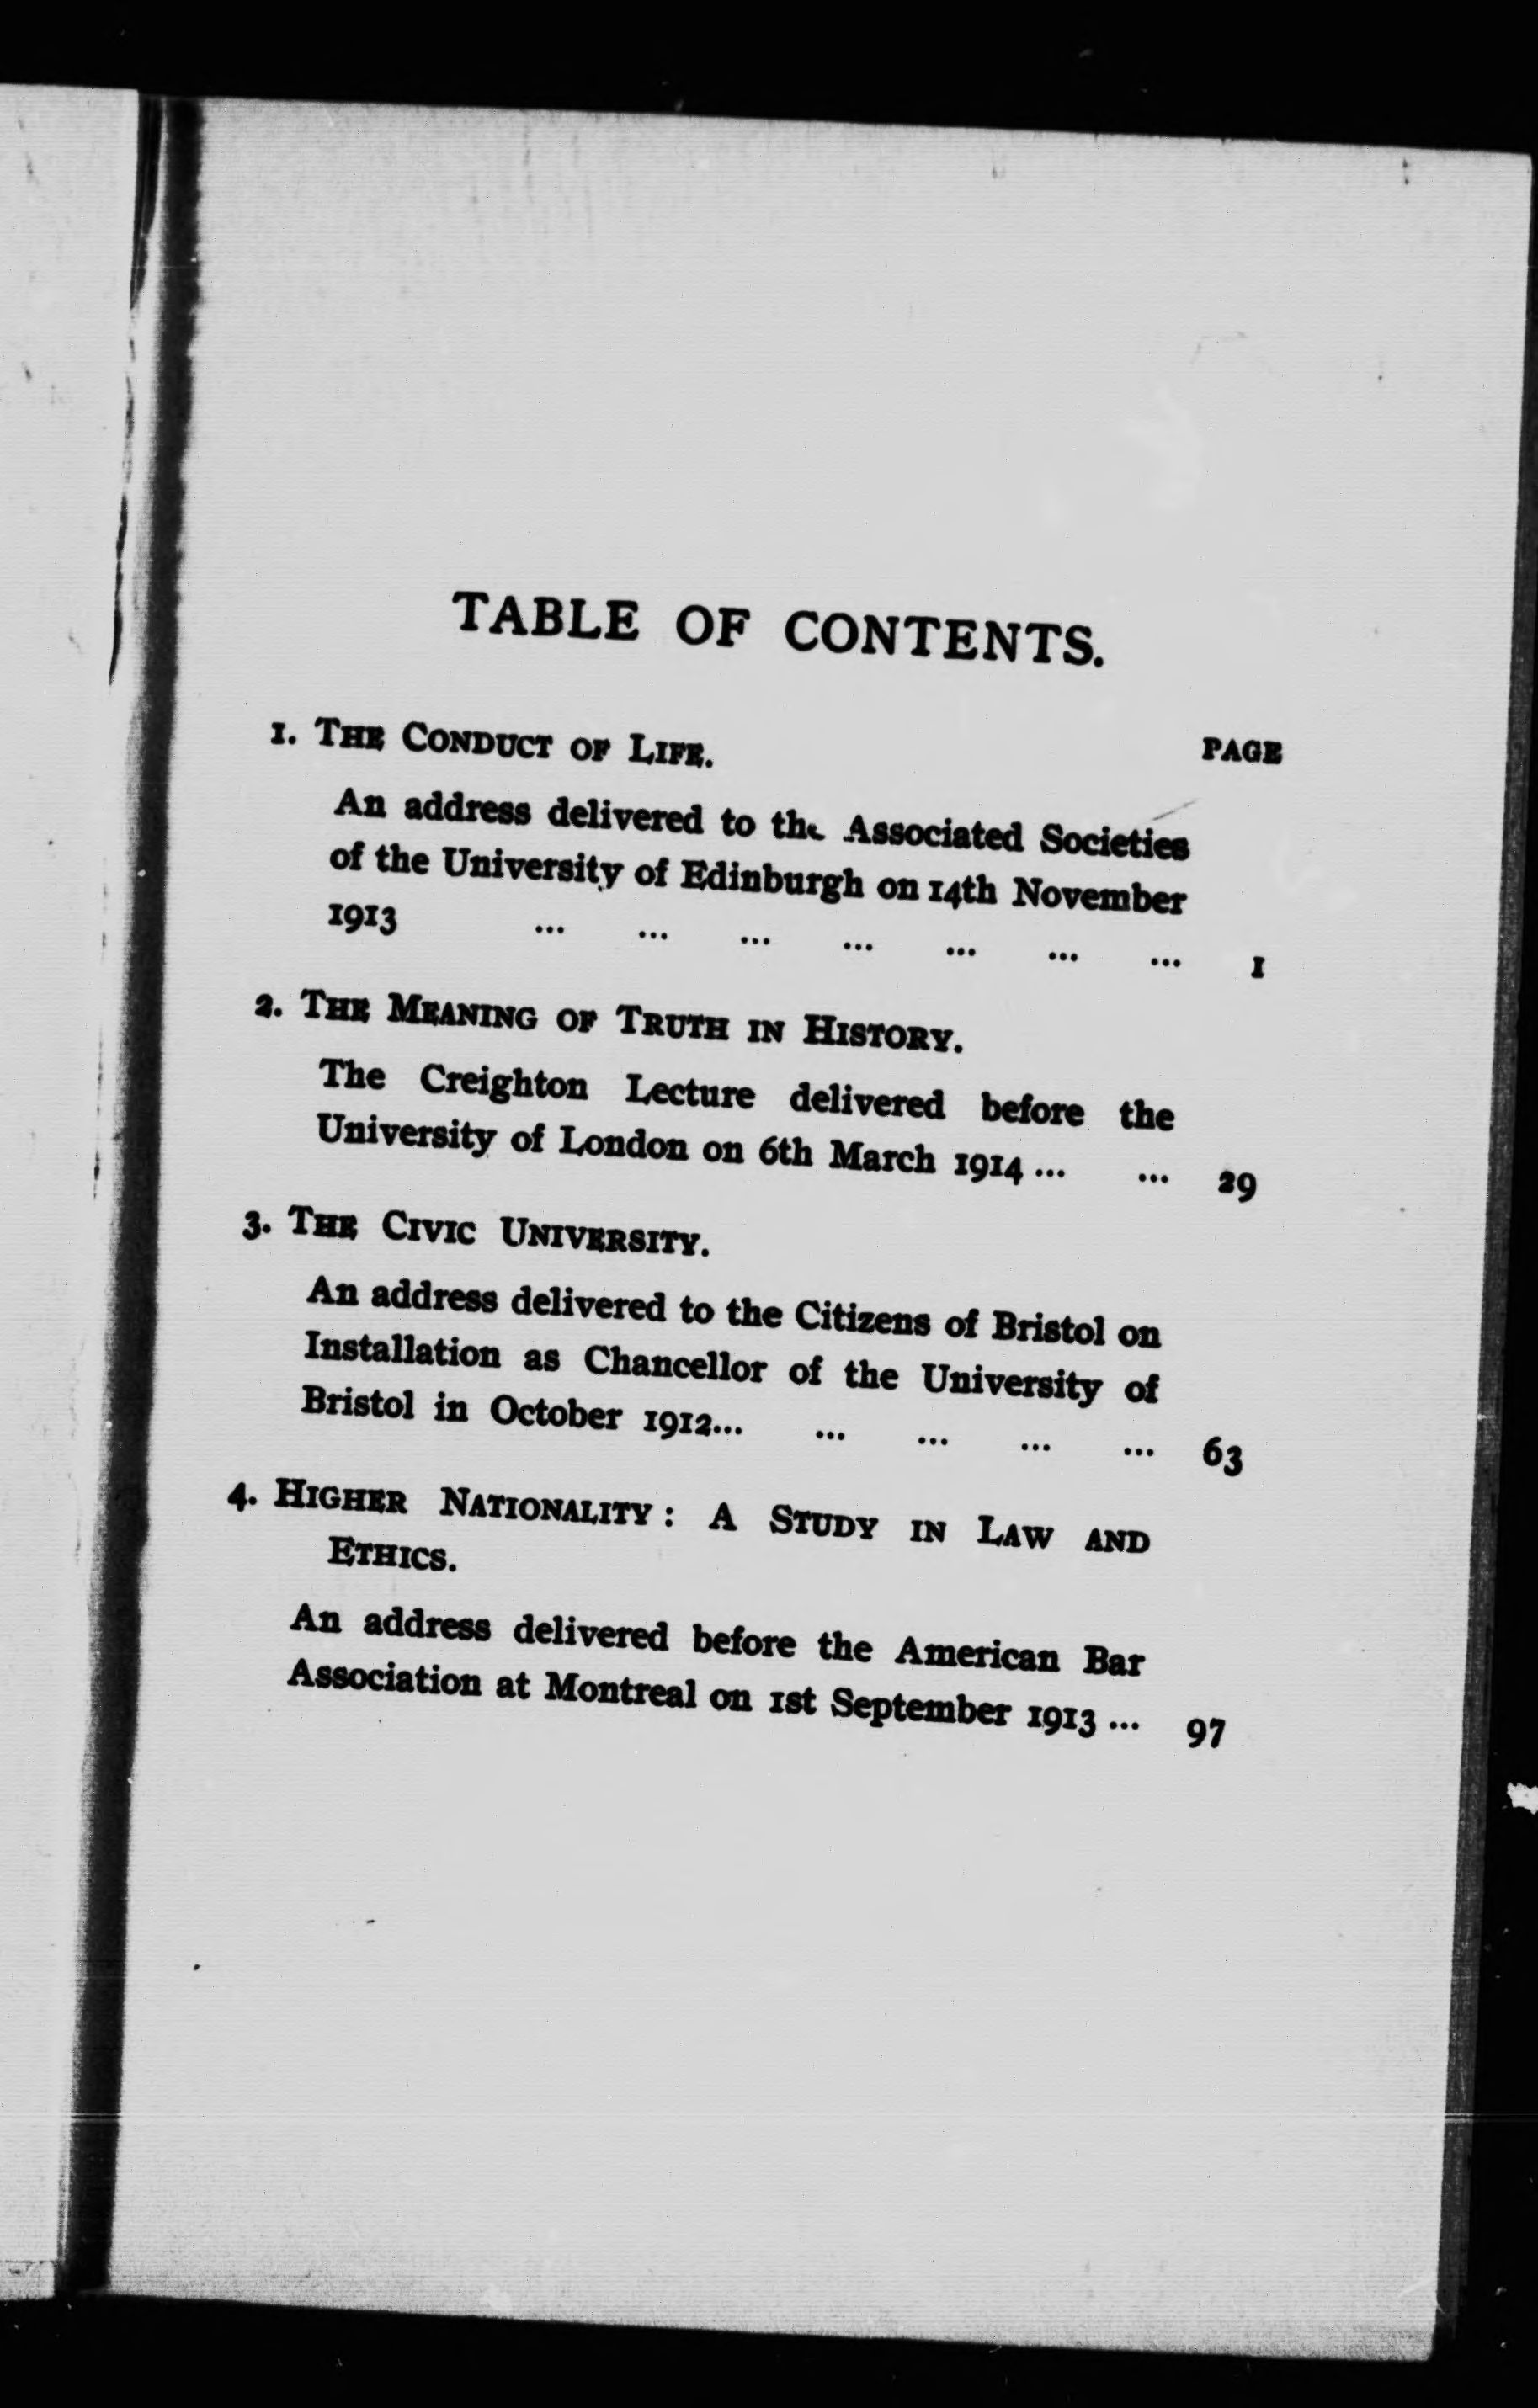 TABLE OF CONTENTS.
1. THE CONDUCT OF LIFE. PAGE
An address delivered to the Associated Societies
of the University of Edinburgh on 14th November
1913 ... ... ... ... ... ... ... 1
2. THE MEANING OF TRUTH IN HISTORY.
The Creighton Lecture delivered before the
University of London on 6th March 1914 ... ... 29
3. THE CIVIC UNIVERSITY.
An address delivered to the Citizens of Bristol on
Installation as Chancellor of the University of
Bristol in October 1912... ... ... ... ... 63
4. HIGHER NATIONALITY: A STUDY IN LAW AND
ETHICS.
An address delivered before the American Bar
Association at Montreal on 1st September 1913 ... 97